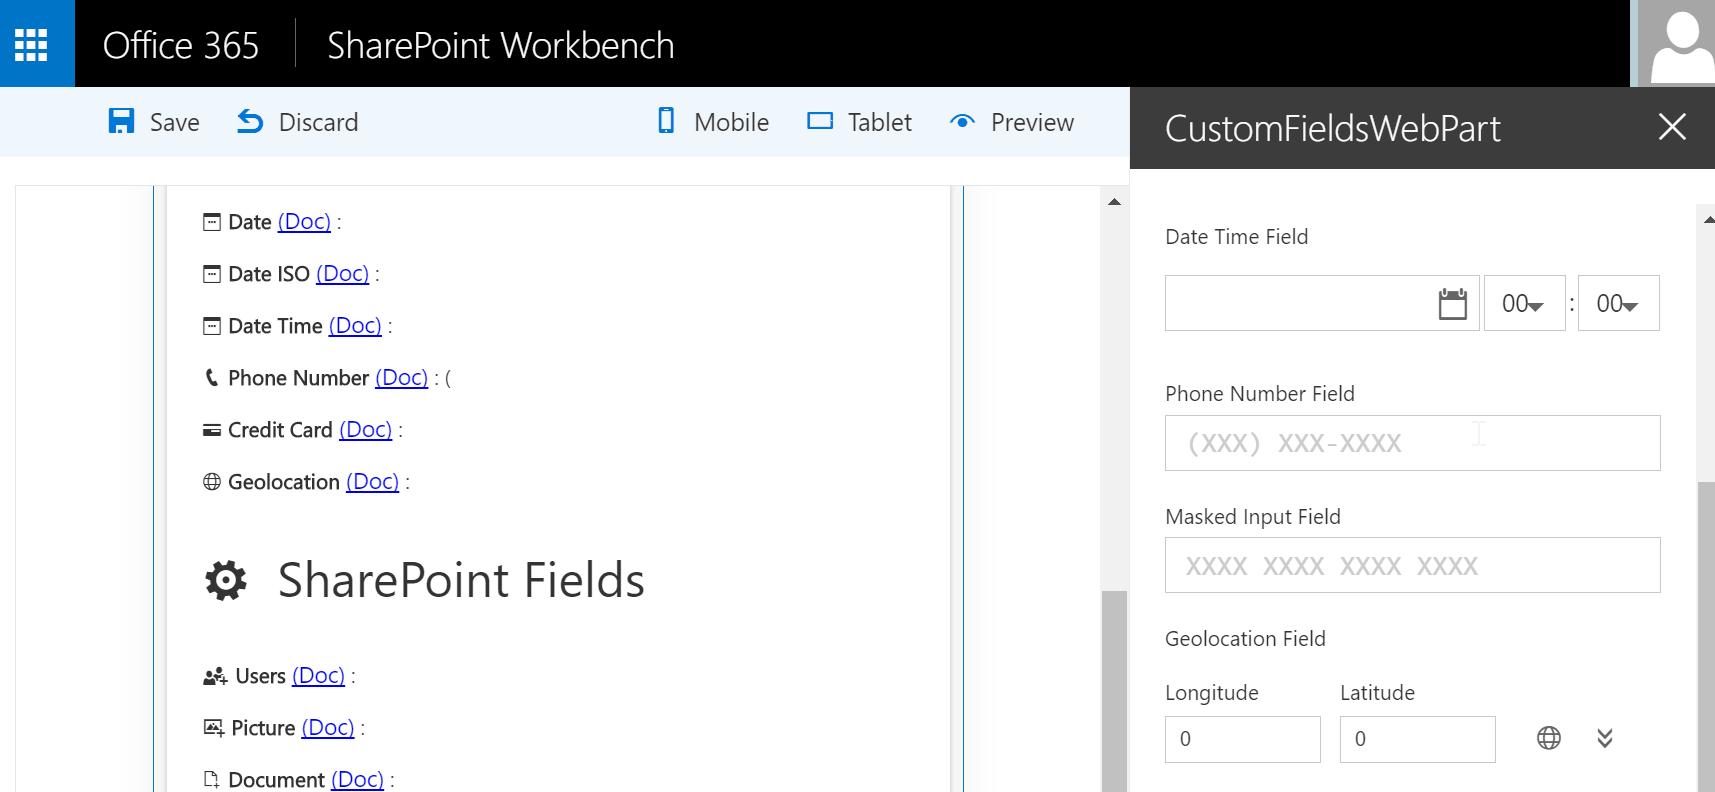 Office 365 SharePoint Workbench
Save Discard Mobile Tablet Preview
CustomFieldsWebPart
Date (Doc) :
Date ISO (Doc) :
Date Time (Doc) :
Phone Number (Doc) : (
Credit Card (Doc) :
Geolocation (Doc) :
SharePoint Fields
Users (Doc) :
Picture (Doc) :
Document (Doc) :
Date Time Field
00 : 00
Phone Number Field
(XXX) XXX-XXXX
Masked Input Field
XXXX XXXX XXXX XXXX
Geolocation Field
Longitude Latitude
0 0